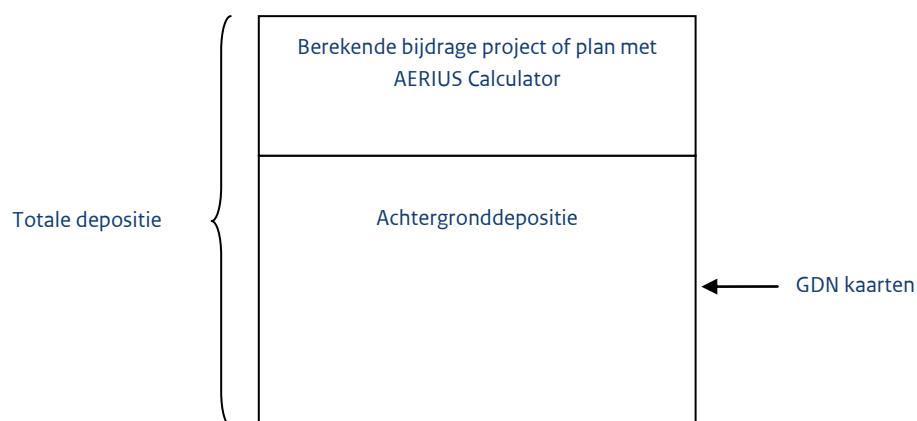 Berekende bijdrage project of plan met
AERIUS Calculator
Totale depositie
Achtergronddepositie
GDN kaarten